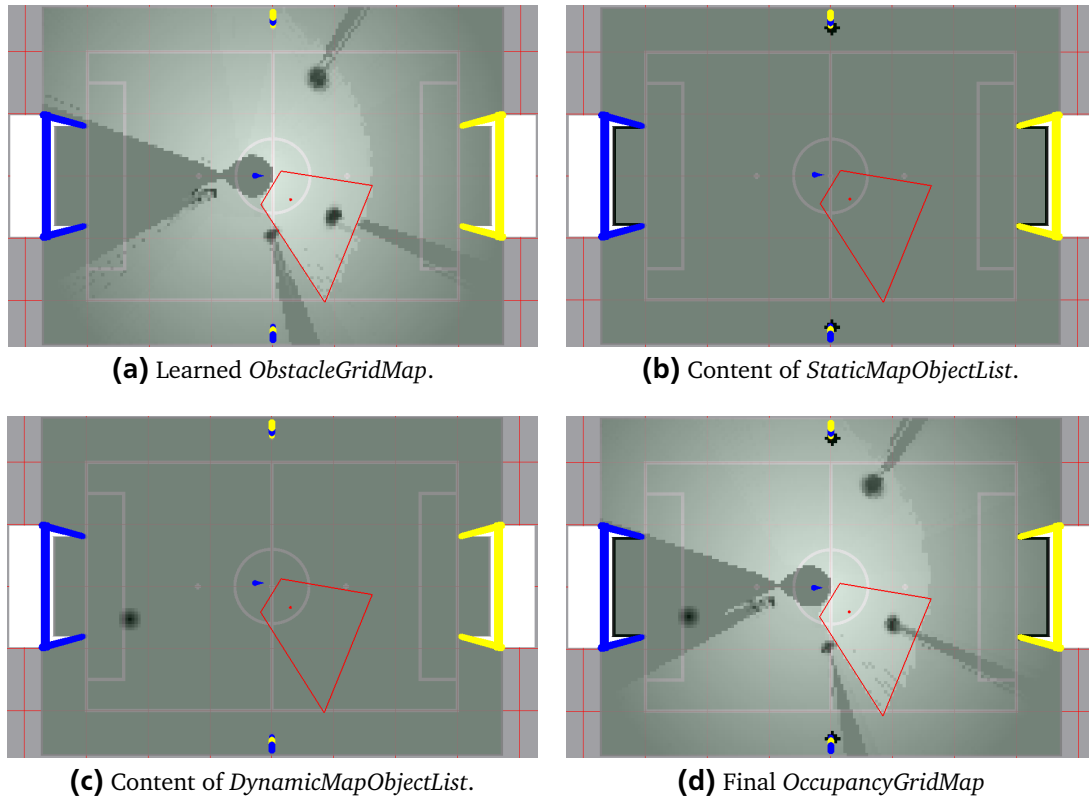 (a) Learned ObstacleGridMap.
(b) Content of StaticMapObjectList.
(c) Content of DynamicMapObjectList.
(d) Final OccupancyGridMap